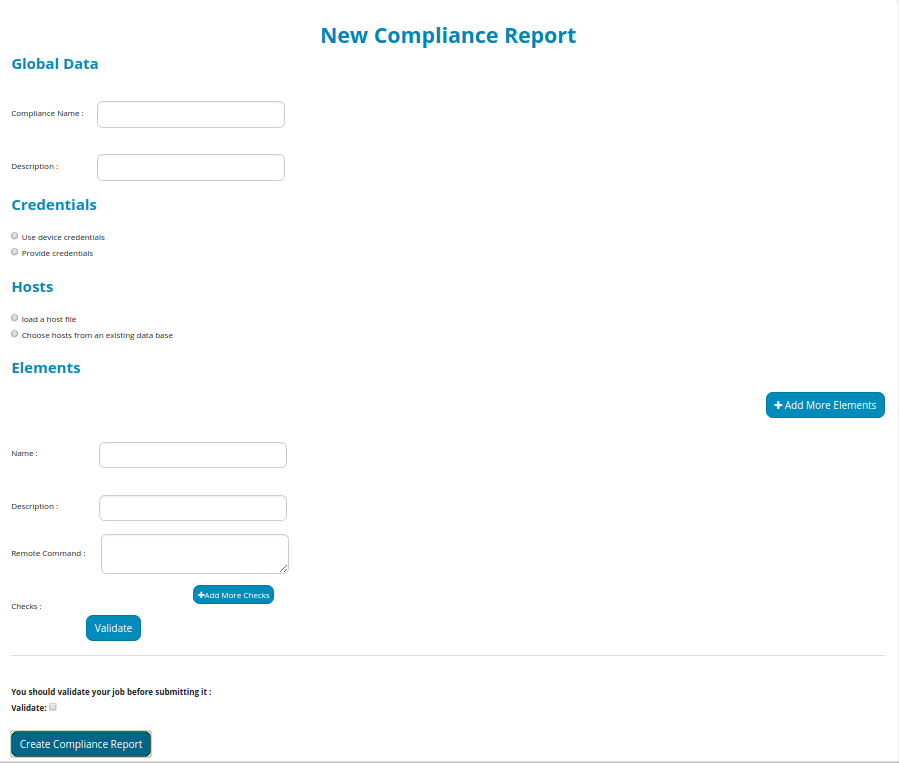 New Compliance Report
Global Data
Compliance Name :
Description :
Credentials
Use device credentials
Provide credentials
Hosts
load a host file
Choose hosts from an existing data base
Elements
Add More Elements
Name :
Description :
Remote Command :
Add More Checks
Checks :
Validate
You should validate your job before submitting it :
Validate:
Create Compliance Report